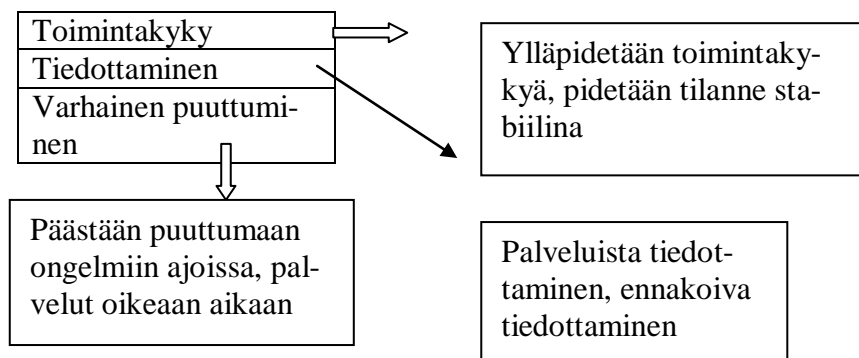 Toimintakyky
Tiedottaminen
Varhainen puuttumi-
nen
Ylläpidetään toimintaky-
kyä, pidetään tilanne sta-
biilina
Päästään puuttumaan
ongelmiin ajoissa, pal-
velut oikeaan aikaan
Palveluista tiedot-
taminen, ennakoiva
tiedottaminen